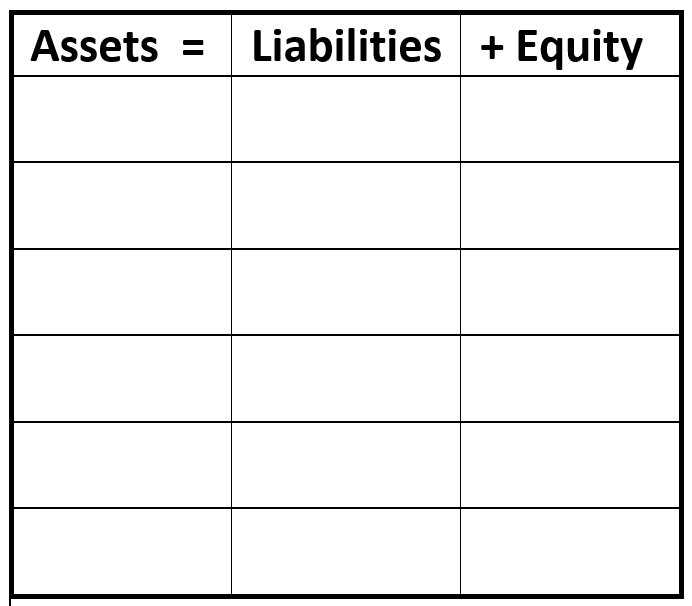 Assets = Liabilities + Equity